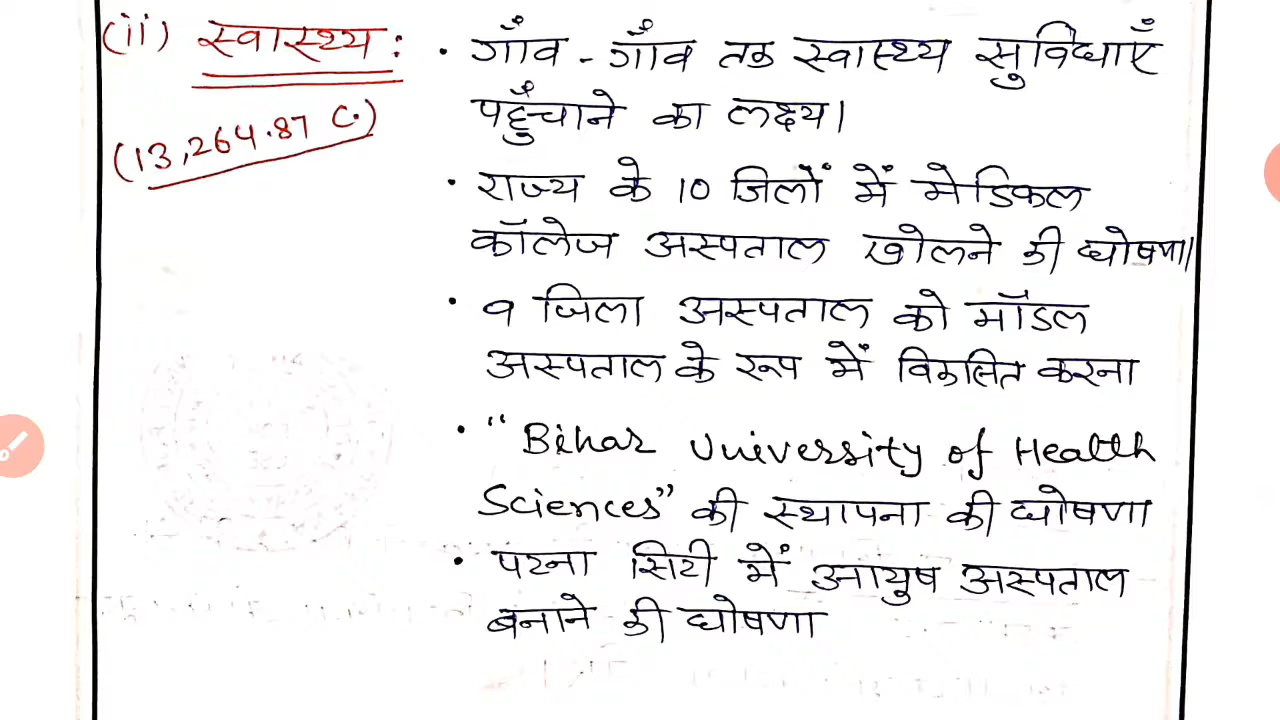 (ii) स्वास्थ्य :
(13,264.87 C.)
• गाँव - गाँव तक स्वास्थ्य सुविधाएँ
पहुँचाने का लक्ष्य।
• राज्य के 10 जिलों में मेडिकल
कॉलेज अस्पताल खोलने की घोषणा।
• 9 जिला अस्पताल को मॉडल
अस्पताल के रूप में विकसित करना
• "Bihar University of Health
Sciences" की स्थापना की घोषणा
• पटना सिटी में आयुष अस्पताल
बनाने की घोषणा